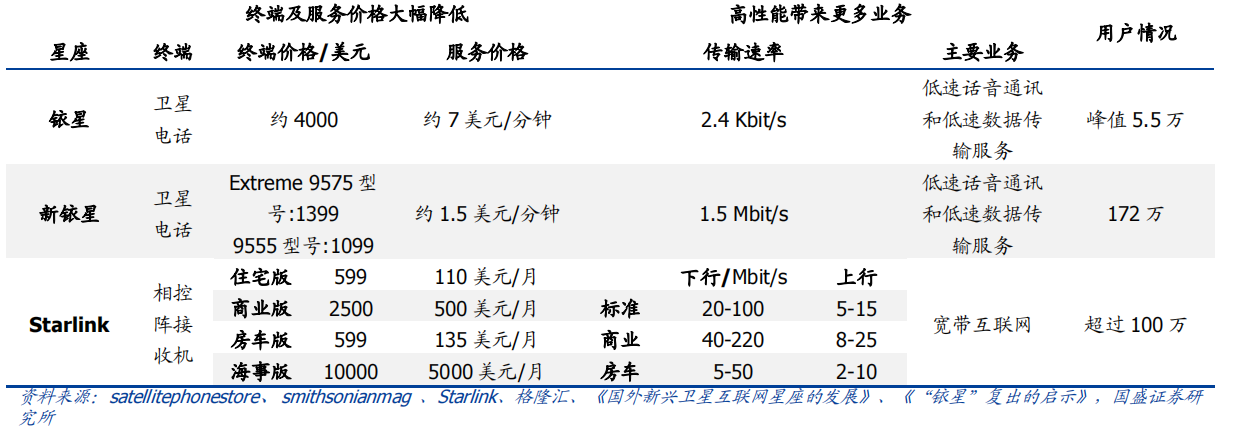 终端及服务价格大幅降低 高性能带来更多业务
用户情况
星座 终端 终端价格/美元 服务价格 传输速率 主要业务
铱星
卫星
电话
约 4000
约 7 美元/分钟
2.4 Kbit/s
低速话音通讯
和低速数据传
输服务
峰值 5.5 万
新铱星
卫星
电话
Extreme 9575 型
号:1399
9555 型号:1099
约 1.5 美元/分钟
1.5 Mbit/s
低速话音通讯
和低速数据传
输服务
172 万
Starlink
相控
阵接
收机
住宅版 599 110 美元/月 下行/Mbit/s 上行
商业版 2500 500 美元/月 标准 20-100 5-15
房车版 599 135 美元/月 商业 40-220 8-25
海事版 10000 5000 美元/月 房车 5-50 2-10
宽带互联网
超过 100 万
资料来源：satellitephonestore、smithsonianmag 、Starlink、格隆汇、《国外新兴卫星互联网星座的发展》、《“铱星”复出的启示》，国盛证券研
究所